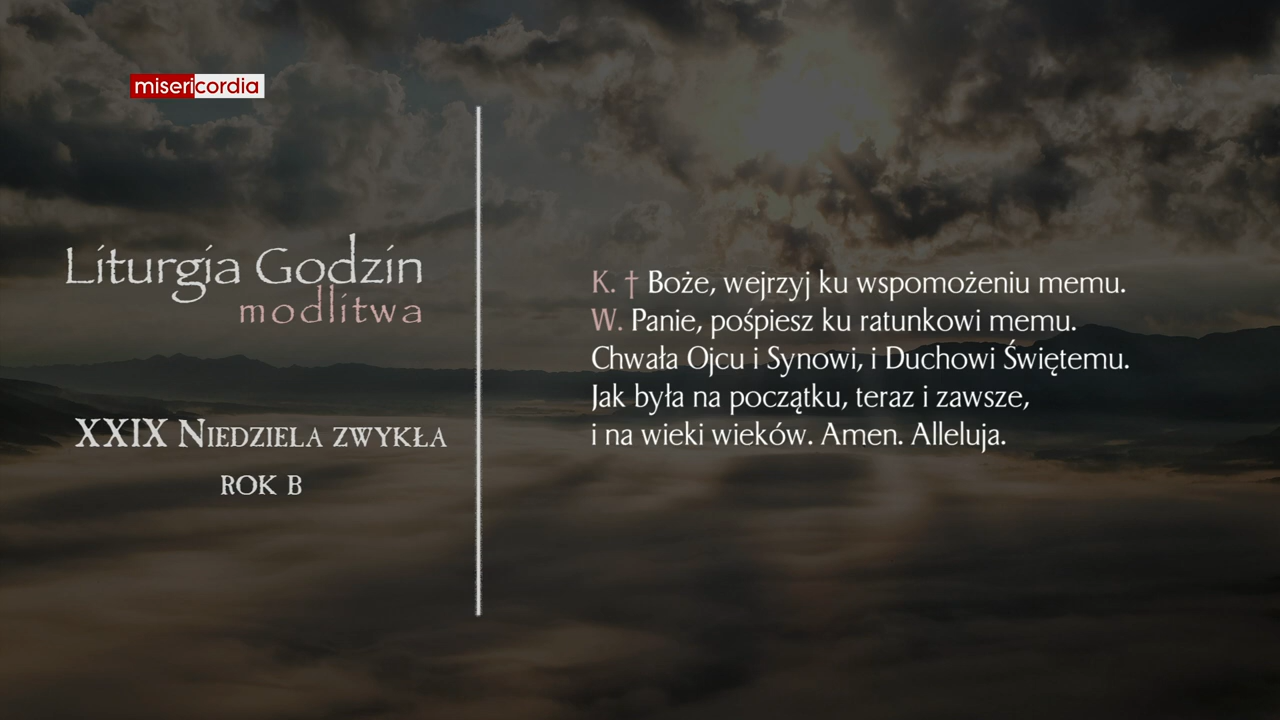 misericordia
Liturgia Godzin
modlitwa
XXIX Niedziela zwykła
rok B
K. † Boże, wejrzyj ku wspomożeniu memu.
W. Panie, pośpiesz ku ratunkowi memu.
Chwała Ojcu i Synowi, i Duchowi Świętemu.
Jak była na początku, teraz i zawsze,
i na wieki wieków. Amen. Alleluja.